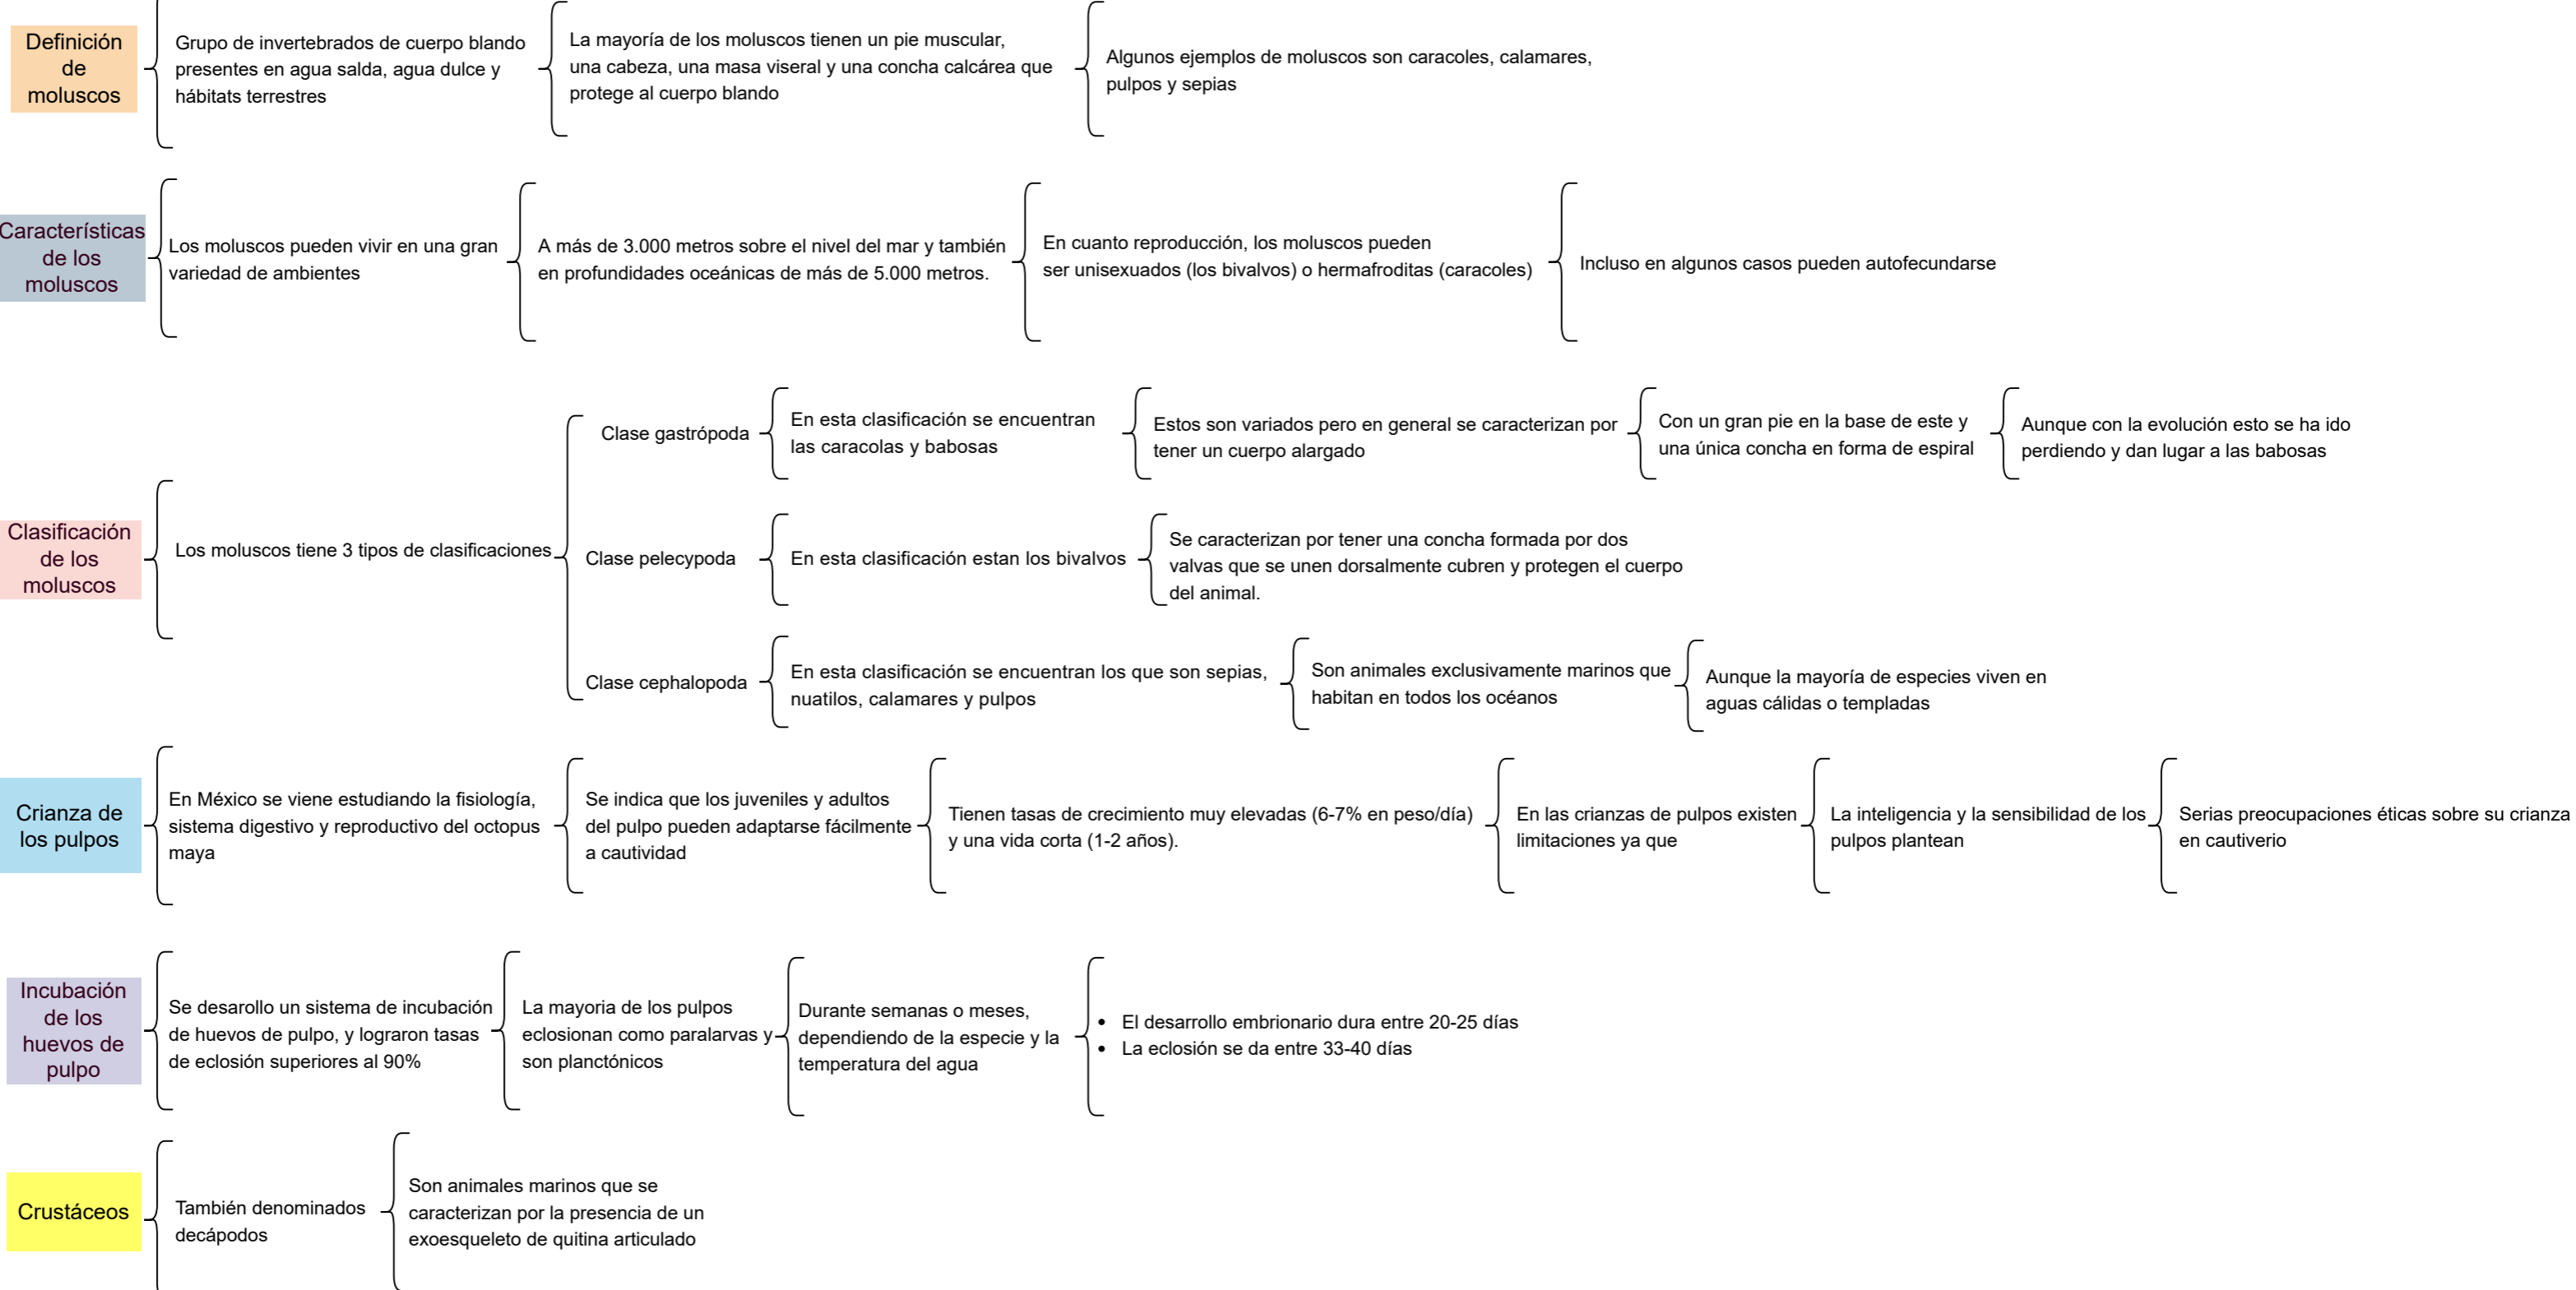 Definición
de
moluscos
Grupo de invertebrados de cuerpo blando
presentes en agua salda, agua dulce y
hábitats terrestres
La mayoría de los moluscos tienen un pie muscular,
una cabeza, una masa viseral y una concha calcárea que
protege al cuerpo blando
Algunos ejemplos de moluscos son caracoles, calamares,
pulpos y sepias
Características
de los
moluscos
Los moluscos pueden vivir en una gran
variedad de ambientes
A más de 3.000 metros sobre el nivel del mar y también
en profundidades oceánicas de más de 5.000 metros.
En cuanto reproducción, los moluscos pueden
ser unisexuados (los bivalvos) o hermafroditas (caracoles)
Incluso en algunos casos pueden autofecundarse
Clasificación
de los
moluscos
Los moluscos tiene 3 tipos de clasificaciones
Clase gastrópoda
En esta clasificación se encuentran
las caracolas y babosas
Estos son variados pero en general se caracterizan por
tener un cuerpo alargado
Con un gran pie en la base de este y
una única concha en forma de espiral
Aunque con la evolución esto se ha ido
perdiendo y dan lugar a las babosas
Clase pelecypoda
En esta clasificación estan los bivalvos
Se caracterizan por tener una concha formada por dos
valvas que se unen dorsalmente cubren y protegen el cuerpo
del animal.
Clase cephalopoda
En esta clasificación se encuentran los que son sepias,
nuatilos, calamares y pulpos
Son animales exclusivamente marinos que
habitan en todos los océanos
Aunque la mayoría de especies viven en
aguas cálidas o templadas
Crianza de
los pulpos
En México se viene estudiando la fisiología,
sistema digestivo y reproductivo del octopus
maya
Se indica que los juveniles y adultos
del pulpo pueden adaptarse fácilmente
a cautividad
Tienen tasas de crecimiento muy elevadas (6-7% en peso/día)
y una vida corta (1-2 años).
En las crianzas de pulpos existen
limitaciones ya que
La inteligencia y la sensibilidad de los
pulpos plantean
Serias preocupaciones éticas sobre su crianza
en cautiverio
Incubación
de los
huevos de
pulpo
Se desarollo un sistema de incubación
de huevos de pulpo, y lograron tasas
de eclosión superiores al 90%
La mayoria de los pulpos
eclosionan como paralarvas y
son planctónicos
Durante semanas o meses,
dependiendo de la especie y la
temperatura del agua
• El desarrollo embrionario dura entre 20-25 días
• La eclosión se da entre 33-40 días
Crustáceos
También denominados
decápodos
Son animales marinos que se
caracterizan por la presencia de un
exoesqueleto de quitina articulado